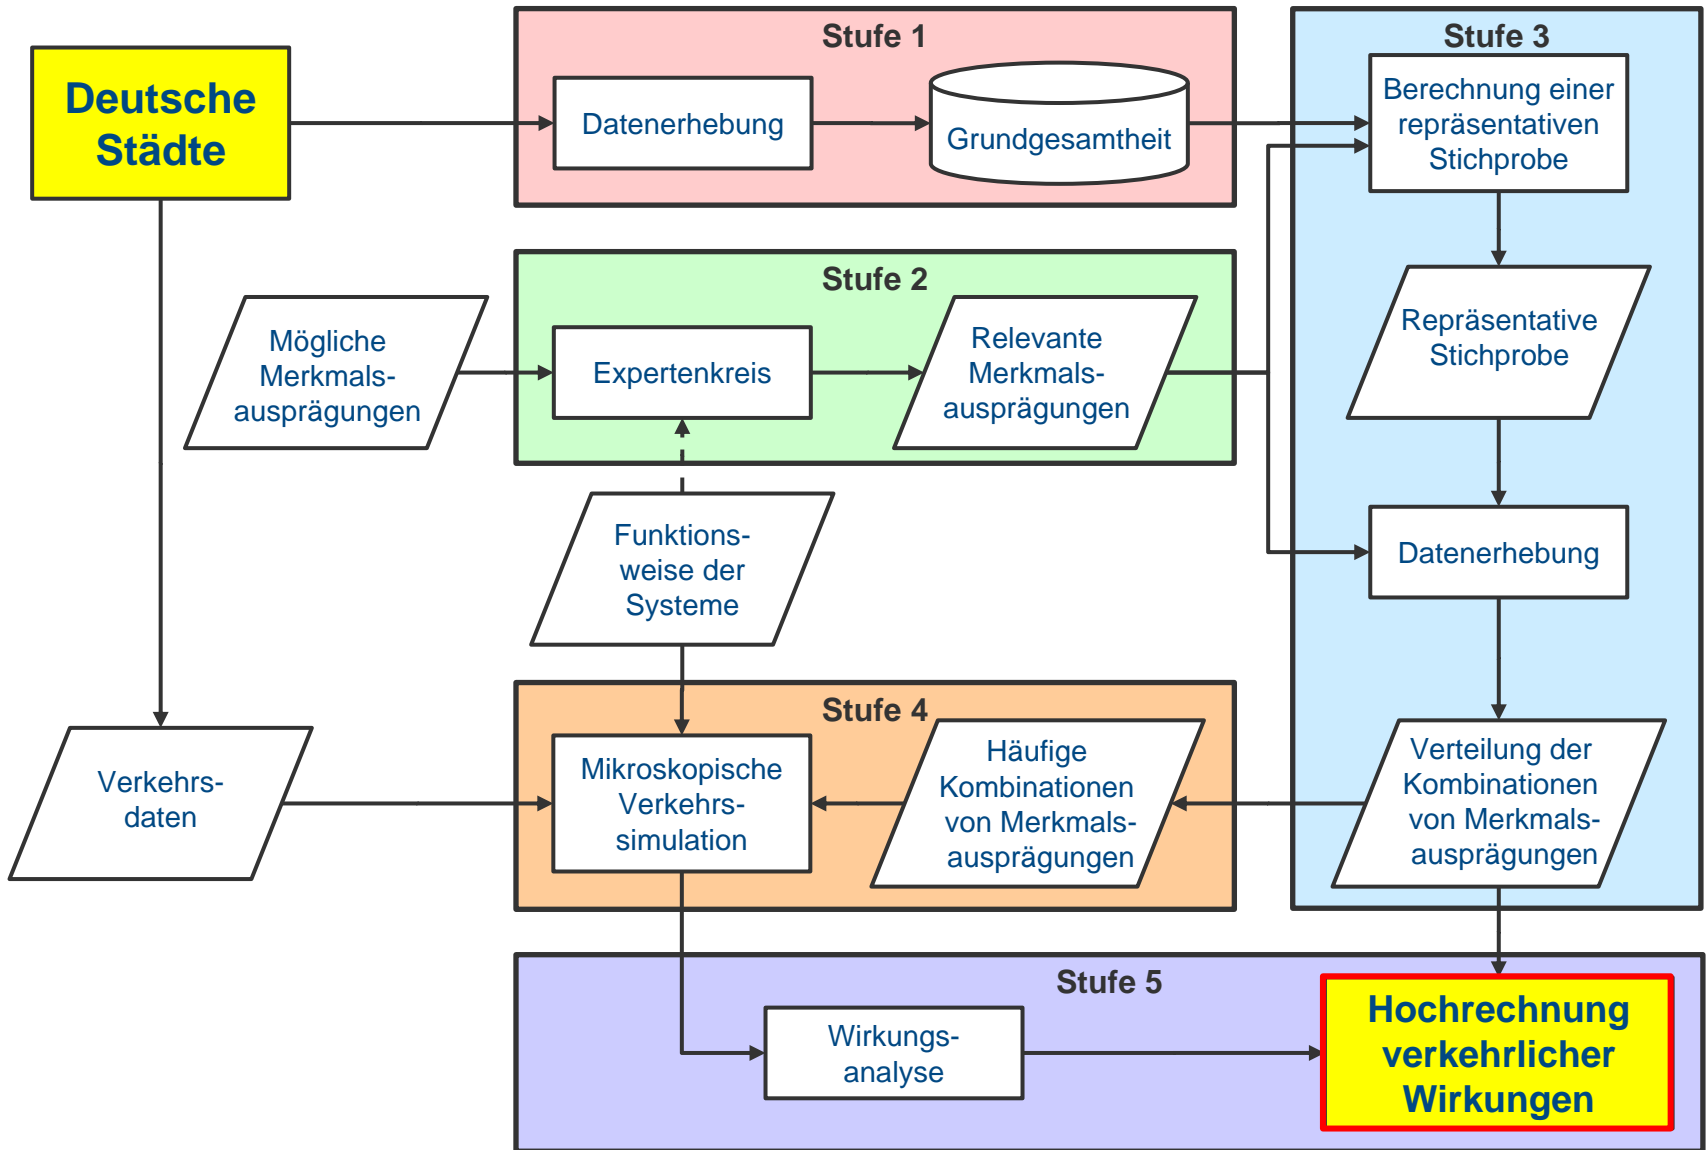 Deutsche
Städte
Stufe 1
Datenerhebung
Grundgesamtheit
Stufe 3
Berechnung einer
repräsentativen
Stichprobe
Repräsentative
Stichprobe
Datenerhebung
Verteilung der
Kombinationen
von Merkmals-
ausprägungen
Stufe 2
Mögliche
Merkmals-
ausprägungen
Expertenkreis
Relevante
Merkmals-
ausprägungen
Funktions-
weise der
Systeme
Stufe 4
Verkehrs-
daten
Mikroskopische
Verkehrs-
simulation
Häufige
Kombinationen
von Merkmals-
ausprägungen
Stufe 5
Wirkungs-
analyse
Hochrechnung
verkehrlicher
Wirkungen